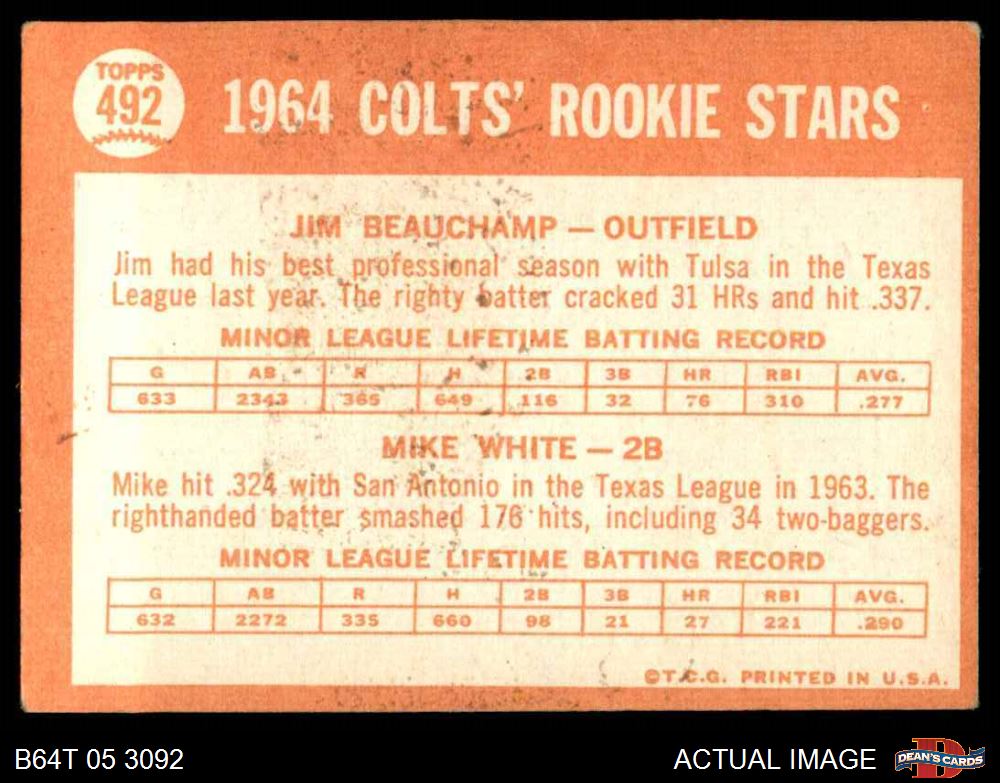 TOPPS
492
1964 COLTS' ROOKIE STARS
JIM BEAUCHAMP — OUTFIELD
Jim had his best professional season with Tulsa in the Texas
League last year. The righty batter cracked 31 HRs and hit .337.
MINOR LEAGUE LIFETIME BATTING RECORD
G AB R H 2B 3B HR RBI AVG.
633 2343 365 649 116 32 76 310 .277
MIKE WHITE — 2B
Mike hit .324 with San Antonio in the Texas League in 1963. The
righthanded batter smashed 176 hits, including 34 two-baggers.
MINOR LEAGUE LIFETIME BATTING RECORD
G AB R H 2B 3B HR RBI AVG.
632 2272 335 660 98 21 27 221 .290
©T.C.G. PRINTED IN U.S.A.
B64T 05 3092
ACTUAL IMAGE
D
DEAN'S CARDS